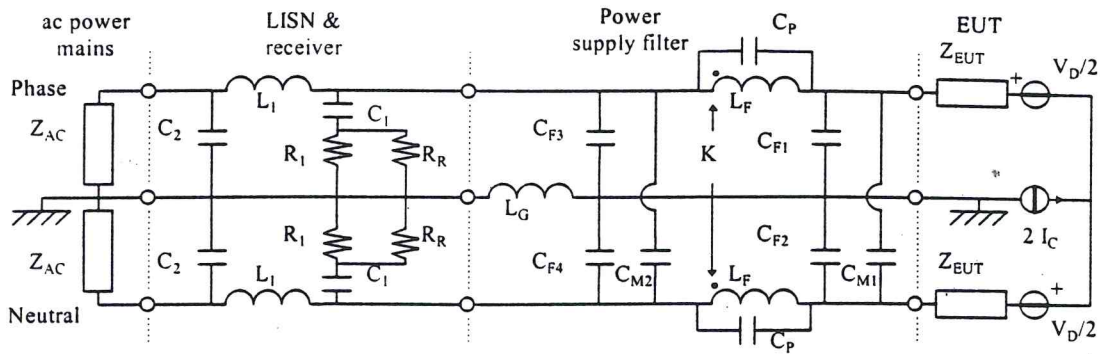 ac power
mains
LISN &
receiver
Power
supply filter
C_P
EUT
Z_EUT
V_D/2
+
Phase
L_1
L_F
Z_AC
C_2
C_1
C_F3
C_F1
R_1
R_R
K
L_G
2 I_C
Z_AC
C_2
R_1
R_R
C_F4
C_M2
C_F2
C_M1
Z_EUT
L_1
C_1
L_F
+
Neutral
V_D/2
C_P